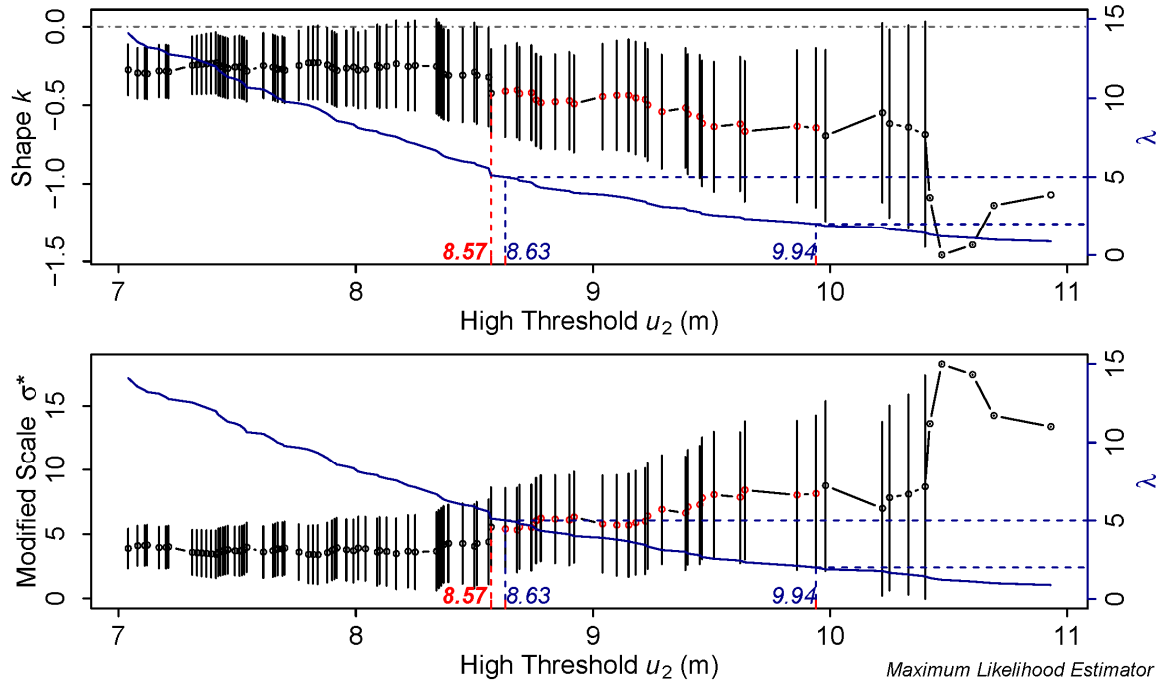 0.0
−0.5
−1.0
−1.5
Shape k
15
10
5
0
λ
8.57
8.63
9.94
7 8 9 10 11
High Threshold u2 (m)
15
10
5
0
Modified Scale σ*
15
10
5
0
λ
8.57
8.63
9.94
7 8 9 10 11
High Threshold u2 (m)
Maximum Likelihood Estimator